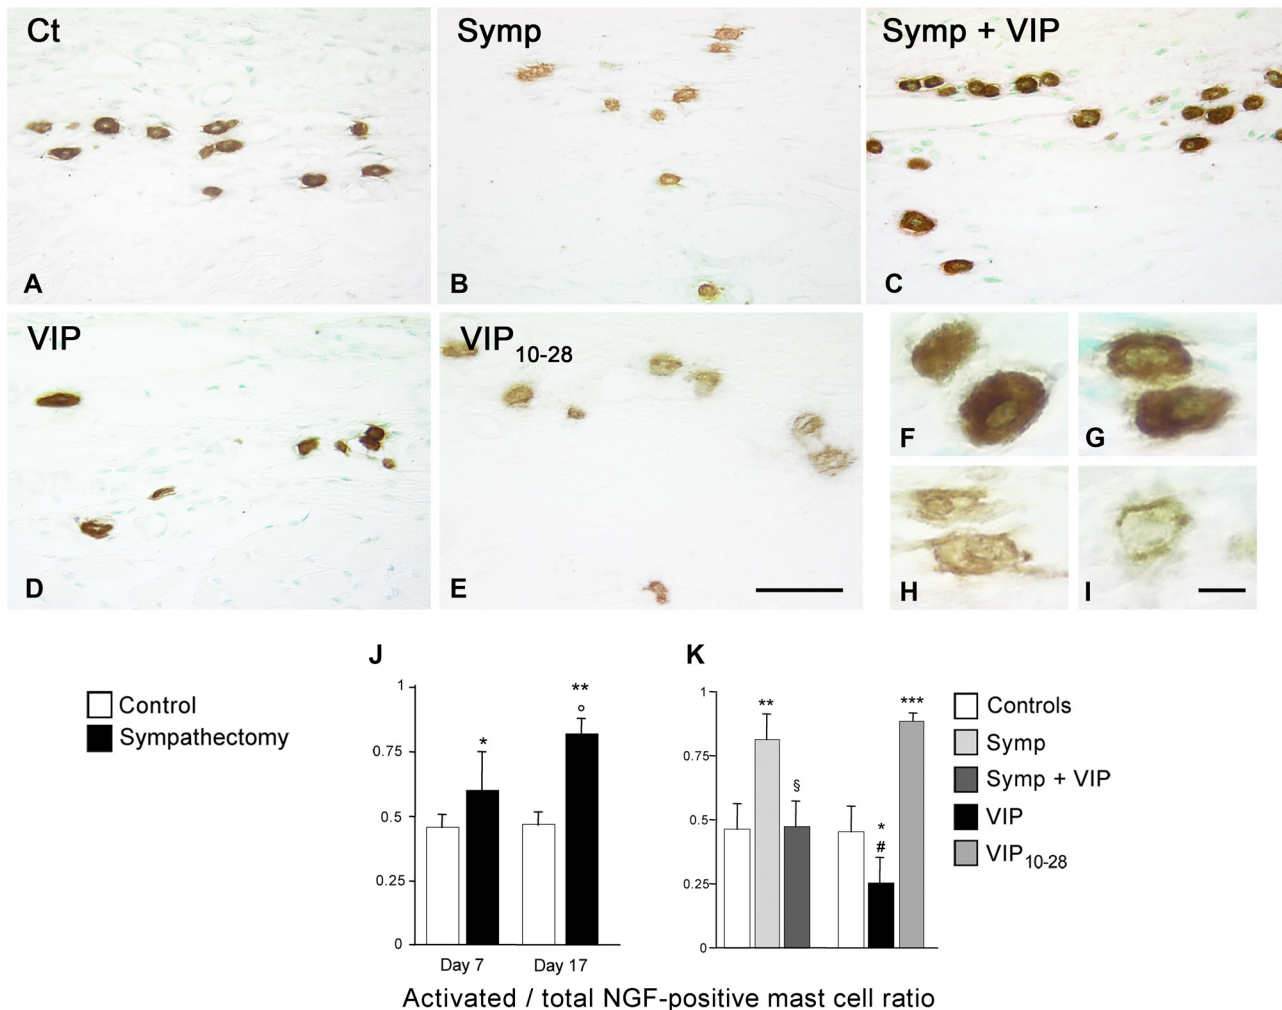 Ct
Symp
Symp + VIP
A
B
C
VIP
VIP10-28
F
G
D
E
H
I
J
K
Control
Sympathectomy
1
0.75
0.5
0.25
0
*
**
°
Day 7
Day 17
1
0.75
0.5
0.25
0
**
§
*
#
***
Controls
Symp
Symp + VIP
VIP
VIP10-28
Activated / total NGF-positive mast cell ratio